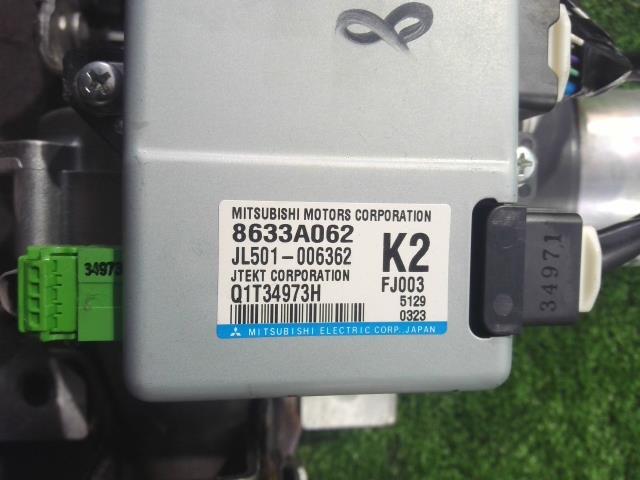 8
MITSUBISHI MOTORS CORPORATION
8633A062
JL501-006362
JTEKT CORPORATION
Q1T34973H
K2
FJ003
5129
0323
MITSUBISHI ELECTRIC CORP., JAPAN
34973
34971